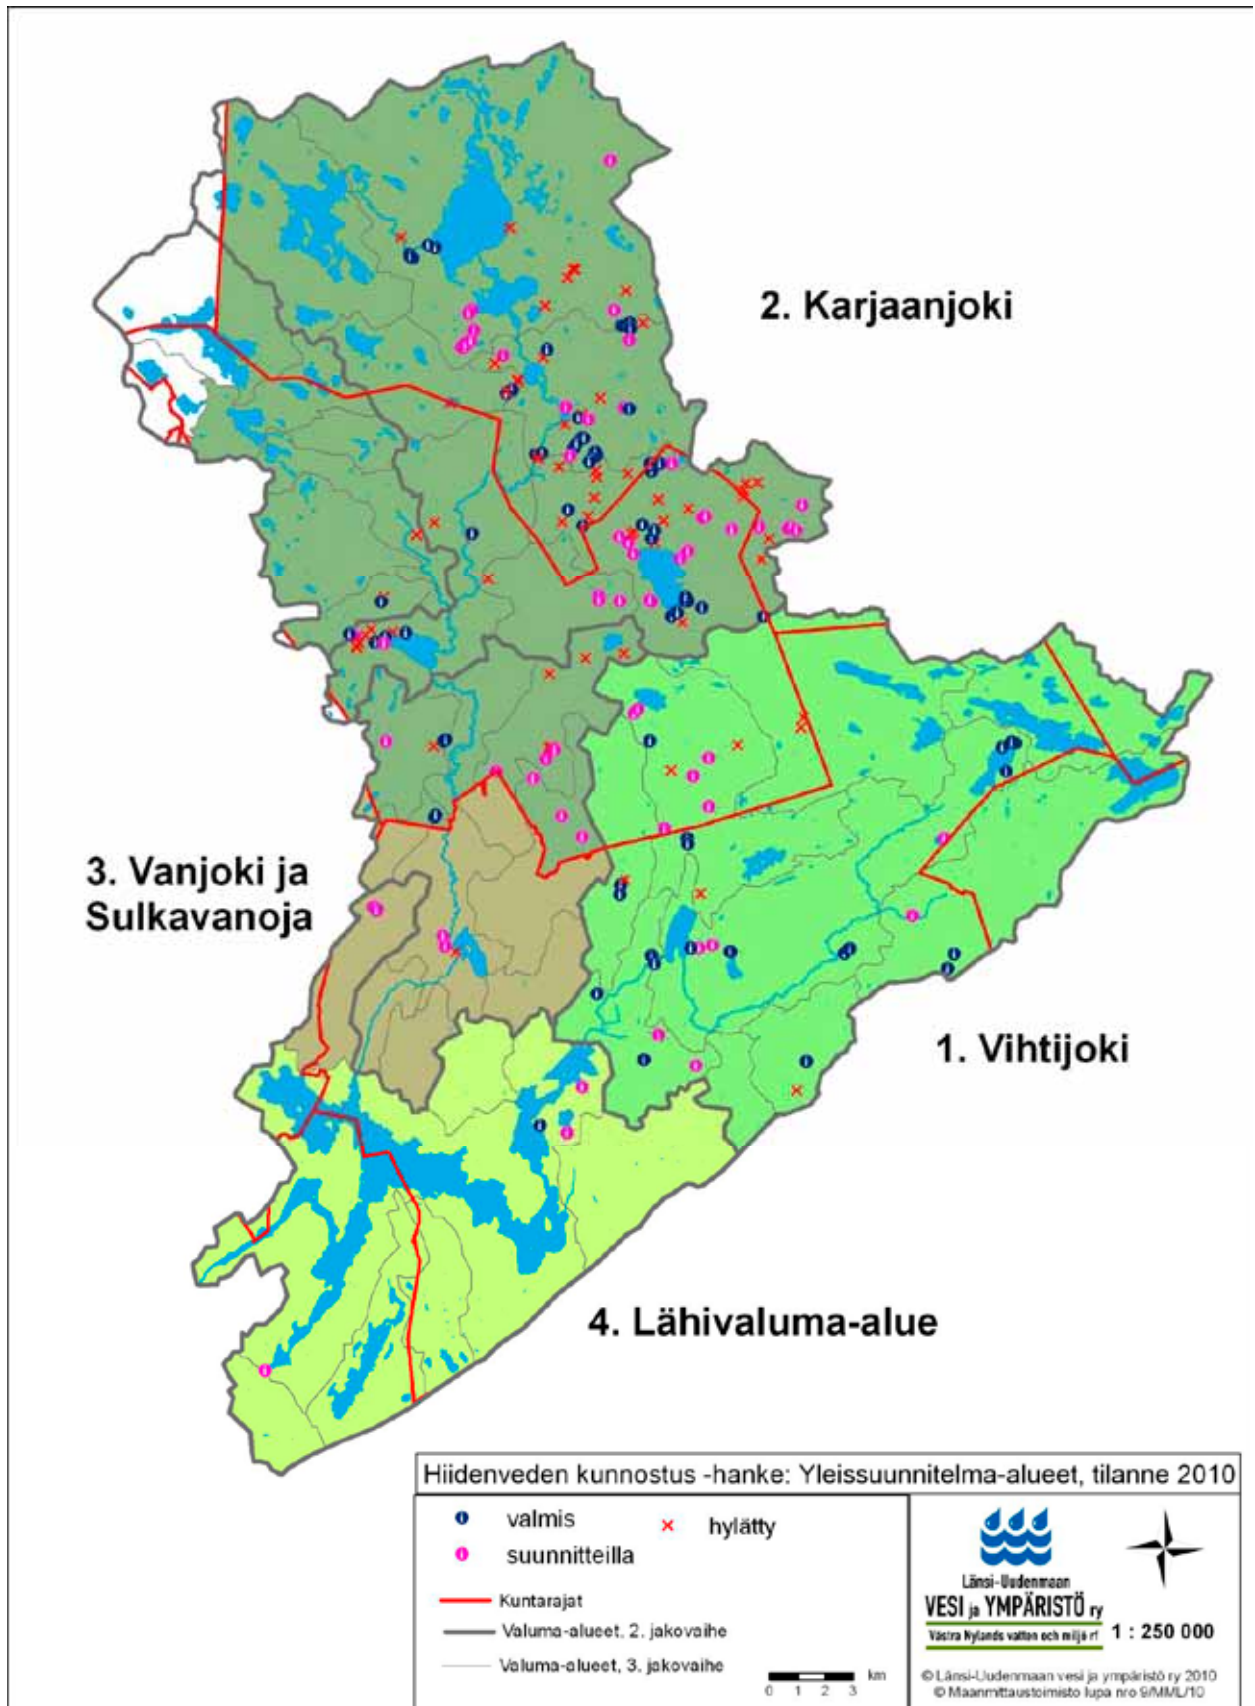 2. Karjaanjoki
3. Vanjoki ja
Sulkavanoja
1. Vihtijoki
4. Lähivaluma-alue
Hiidenveden kunnostus -hanke: Yleissuunnitelma-alueet, tilanne 2010
valmis
hylätty
suunnitteilla
Kuntarajat
Valuma-alueet, 2. jakovaihe
Valuma-alueet, 3. jakovaihe
km
0 1 2 3
Länsi-Uudenmaan
VESI ja YMPÄRISTÖ ry
Västra Nylands vatten och miljö rf
1 : 250 000
© Länsi-Uudenmaan vesi ja ympäristö ry 2010
© Maanmittaustoimisto lupa nro 9/MML/10